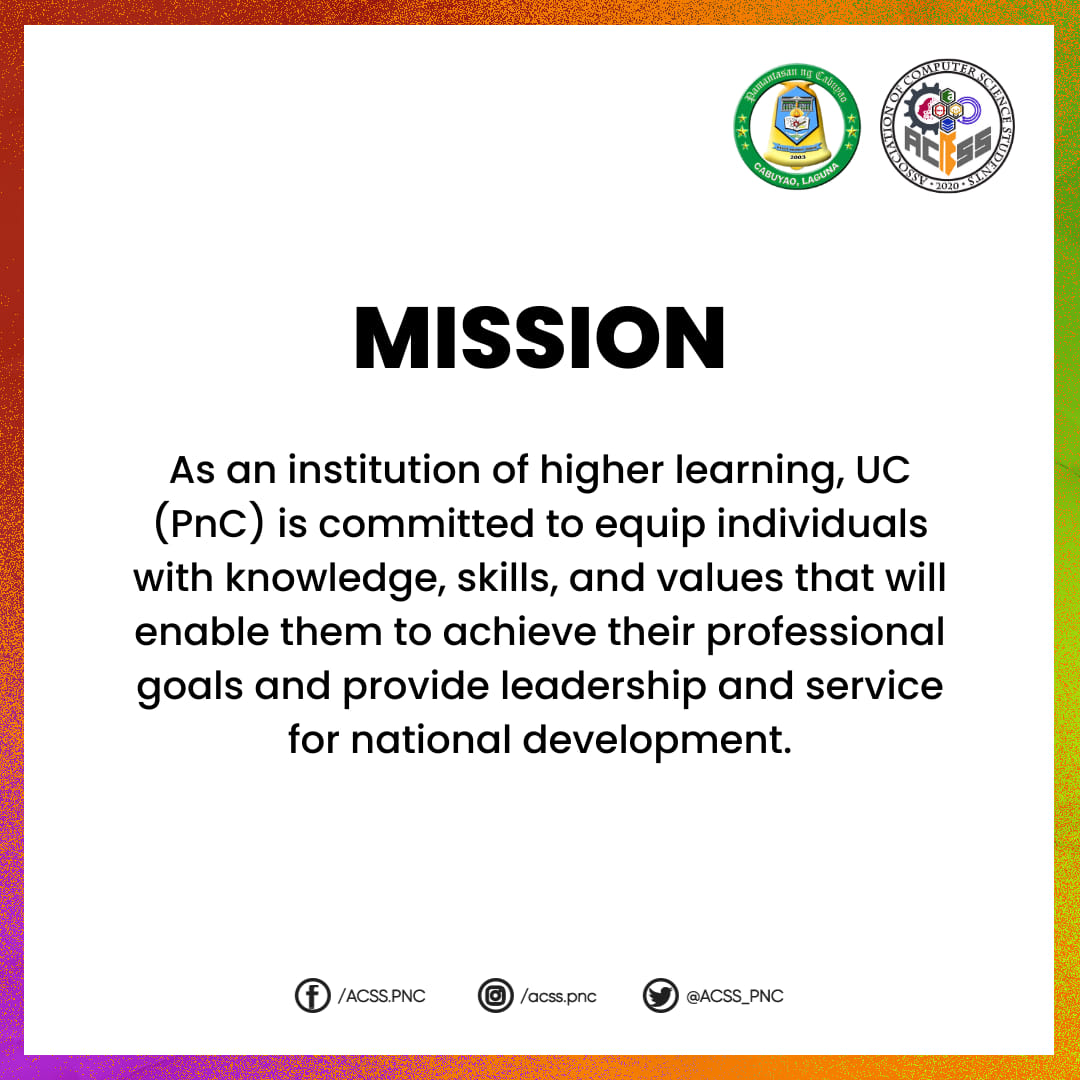 Pamantasan ng Cabuyao
2003
CABUYAO, LAGUNA
ASSOCIATION OF COMPUTER SCIENCE STUDENTS
ACSS
• 2020 •
MISSION
As an institution of higher learning, UC
(PnC) is committed to equip individuals
with knowledge, skills, and values that will
enable them to achieve their professional
goals and provide leadership and service
for national development.
/ACSS.PNC
/acss.pnc
@ACSS_PNC